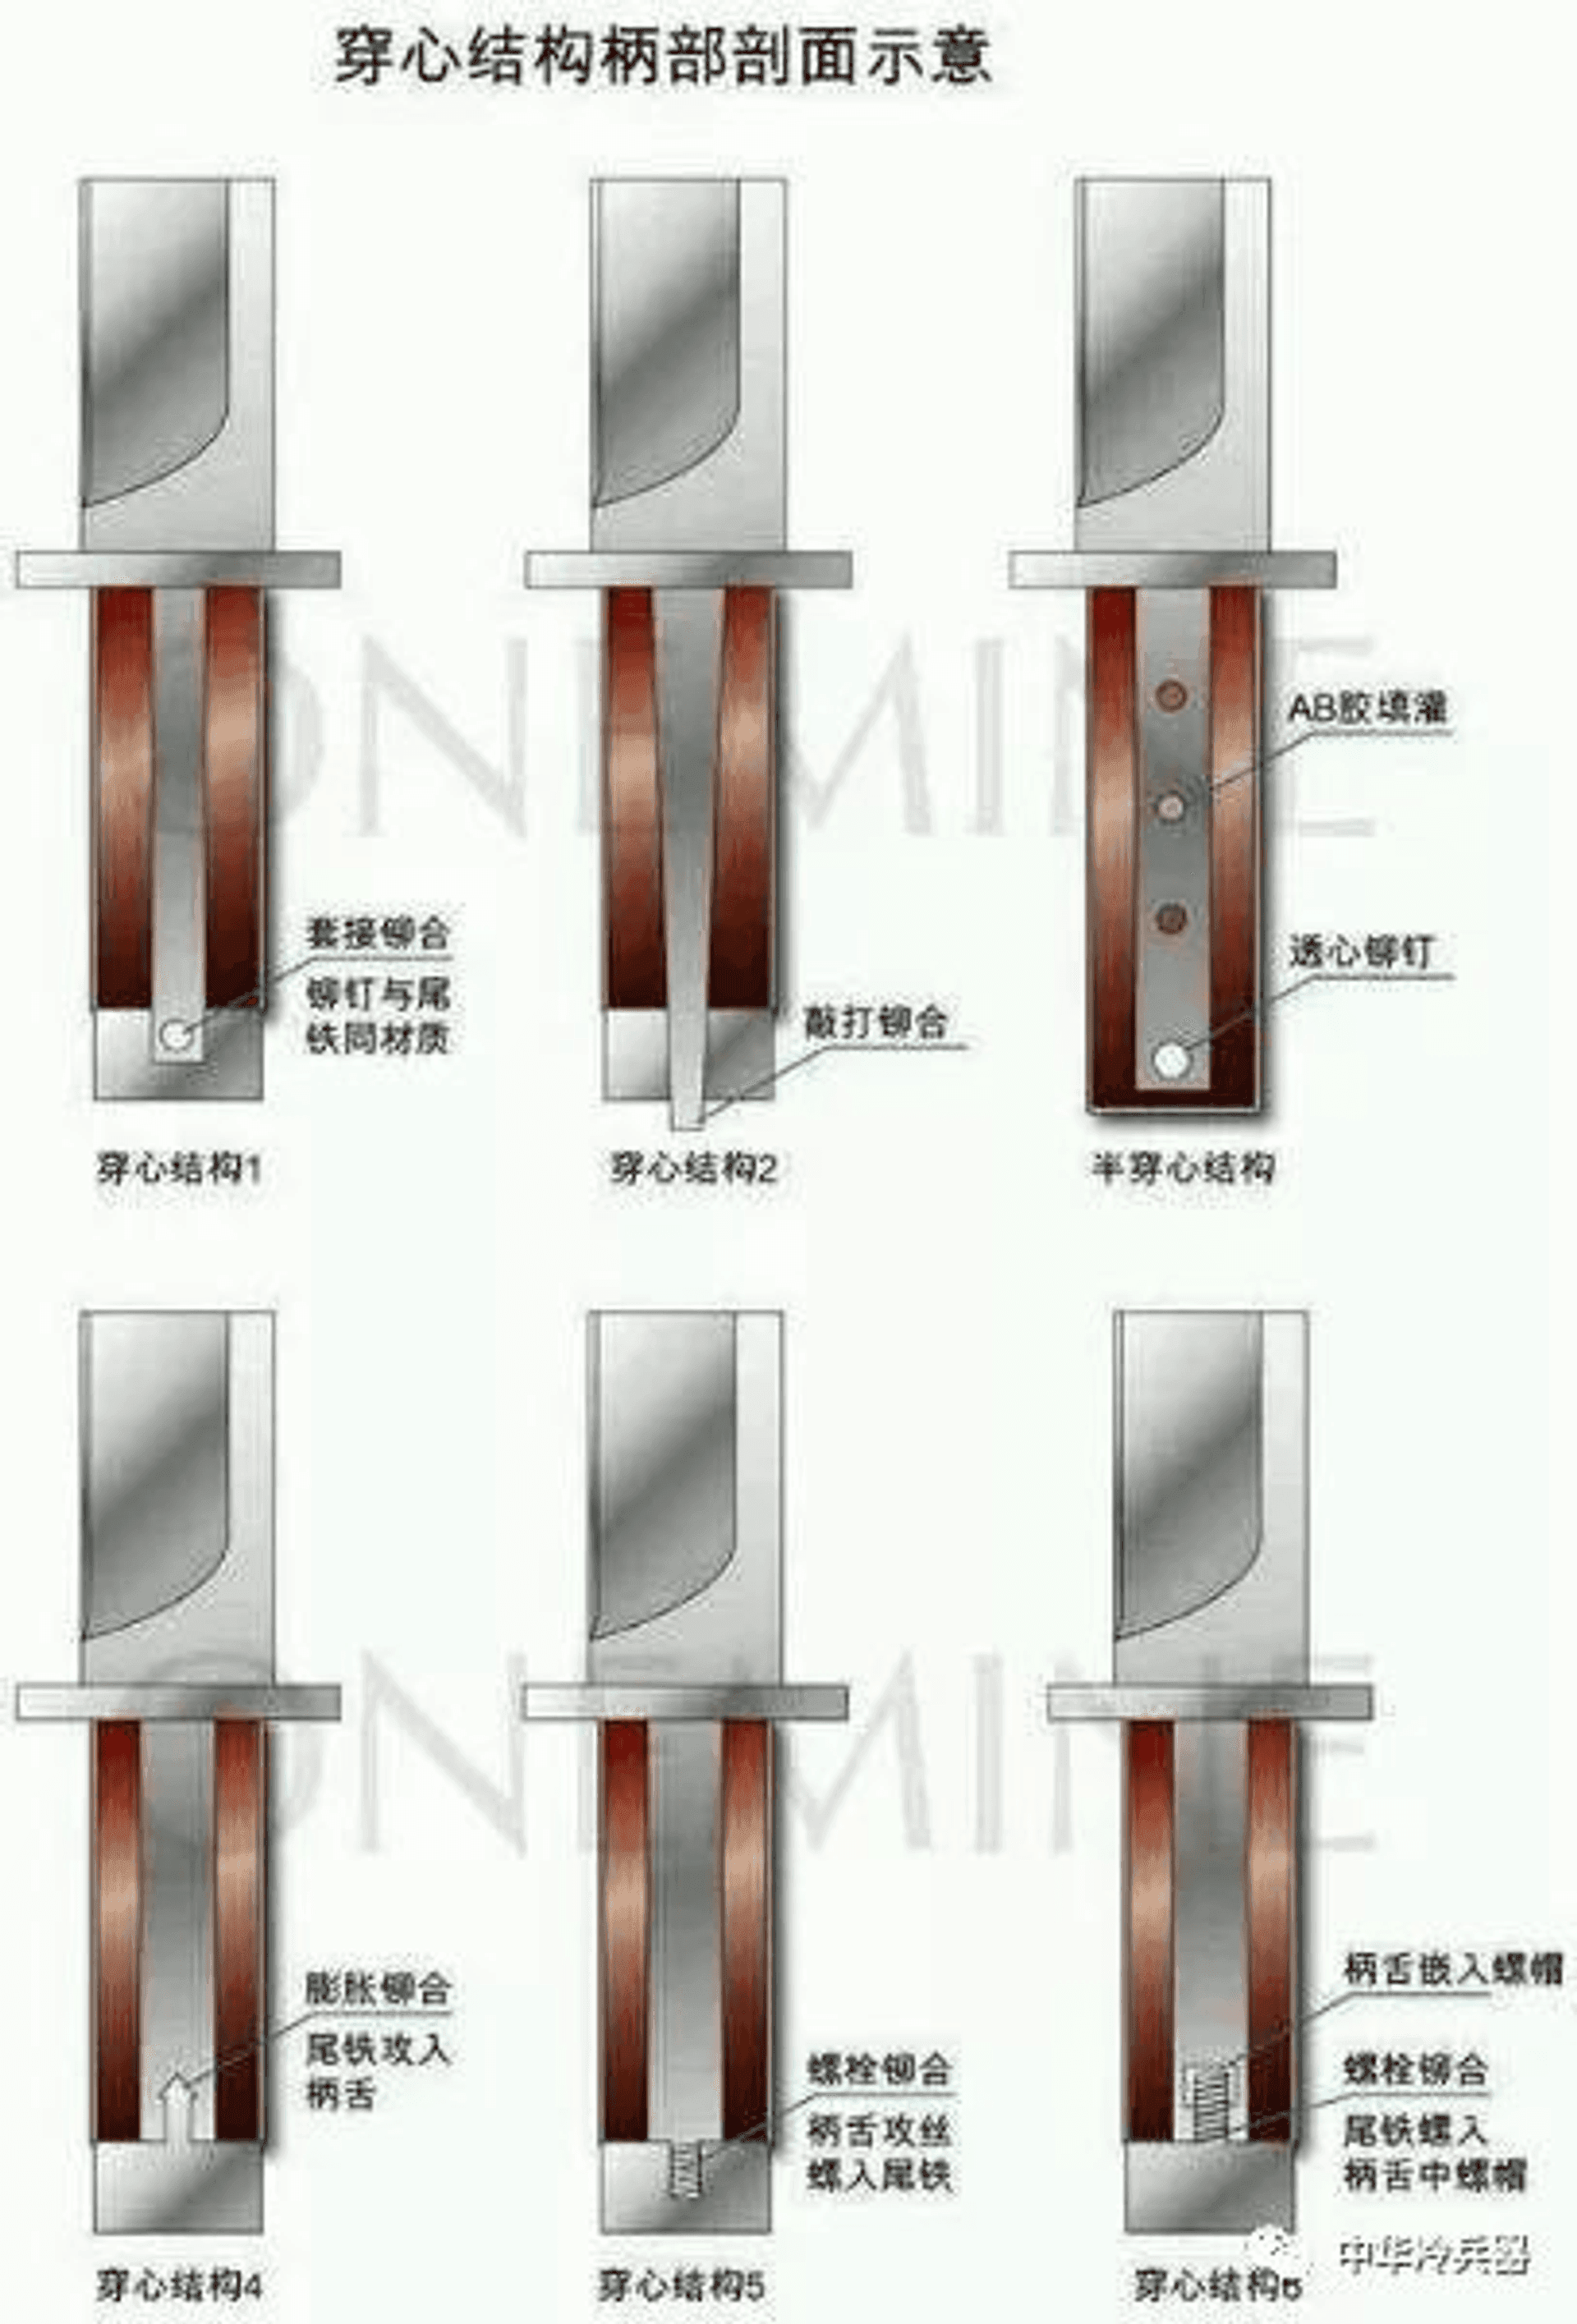 穿心结构柄部剖面示意
套接铆合
铆钉与尾
铁同材质
穿心结构1
敲打铆合
穿心结构2
AB胶填灌
透心铆钉
半穿心结构
ONEMINE
膨胀铆合
尾铁攻入
柄舌
穿心结构4
螺栓铆合
柄舌攻丝
螺入尾铁
穿心结构5
柄舌嵌入螺帽
螺栓铆合
尾铁螺入
柄舌中螺帽
穿心结构6
ONEMINE
中华冷兵器